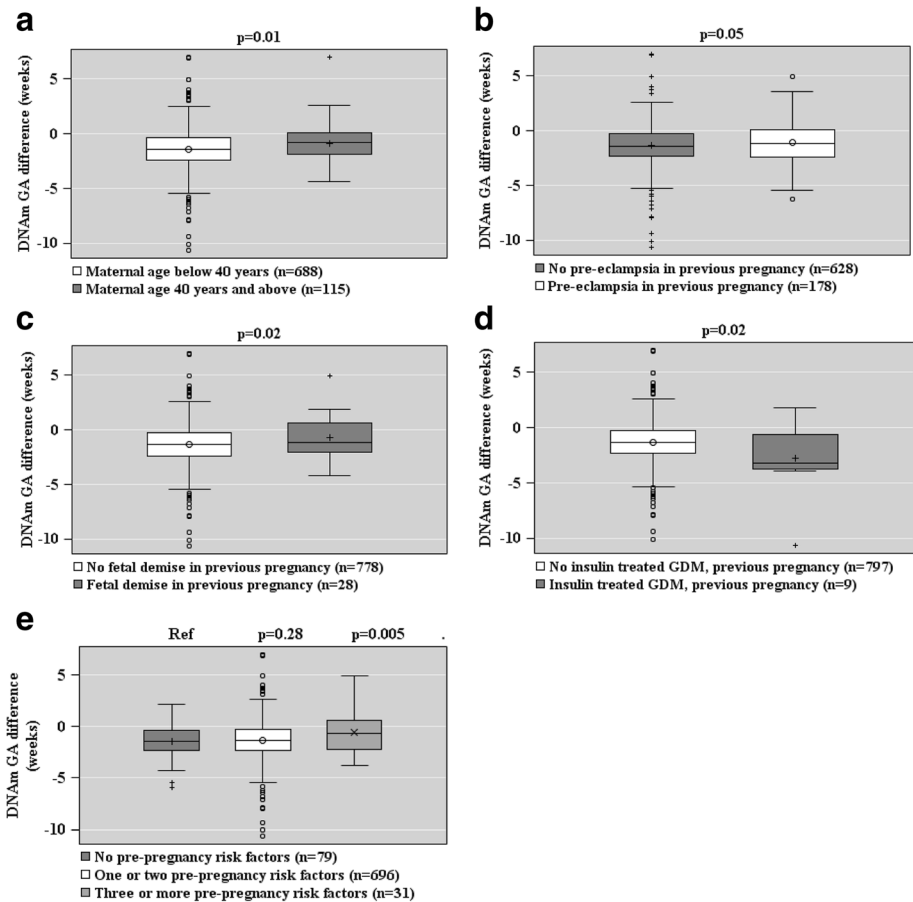 a
p=0.01
DNAm GA difference (weeks)
5
0
-5
-10
Maternal age below 40 years (n=688)
Maternal age 40 years and above (n=115)
b
p=0.05
DNAm GA difference (weeks)
5
0
-5
-10
No pre-eclampsia in previous pregnancy (n=628)
Pre-eclampsia in previous pregnancy (n=178)
c
p=0.02
DNAm GA difference (weeks)
5
0
-5
-10
No fetal demise in previous pregnancy (n=778)
Fetal demise in previous pregnancy (n=28)
d
p=0.02
DNAm GA difference (weeks)
5
0
-5
-10
No insulin treated GDM, previous pregnancy (n=797)
Insulin treated GDM, previous pregnancy (n=9)
e
Ref p=0.28 p=0.005 .
DNAm GA difference
(weeks)
5
0
-5
-10
No pre-pregnancy risk factors (n=79)
One or two pre-pregnancy risk factors (n=696)
Three or more pre-pregnancy risk factors (n=31)